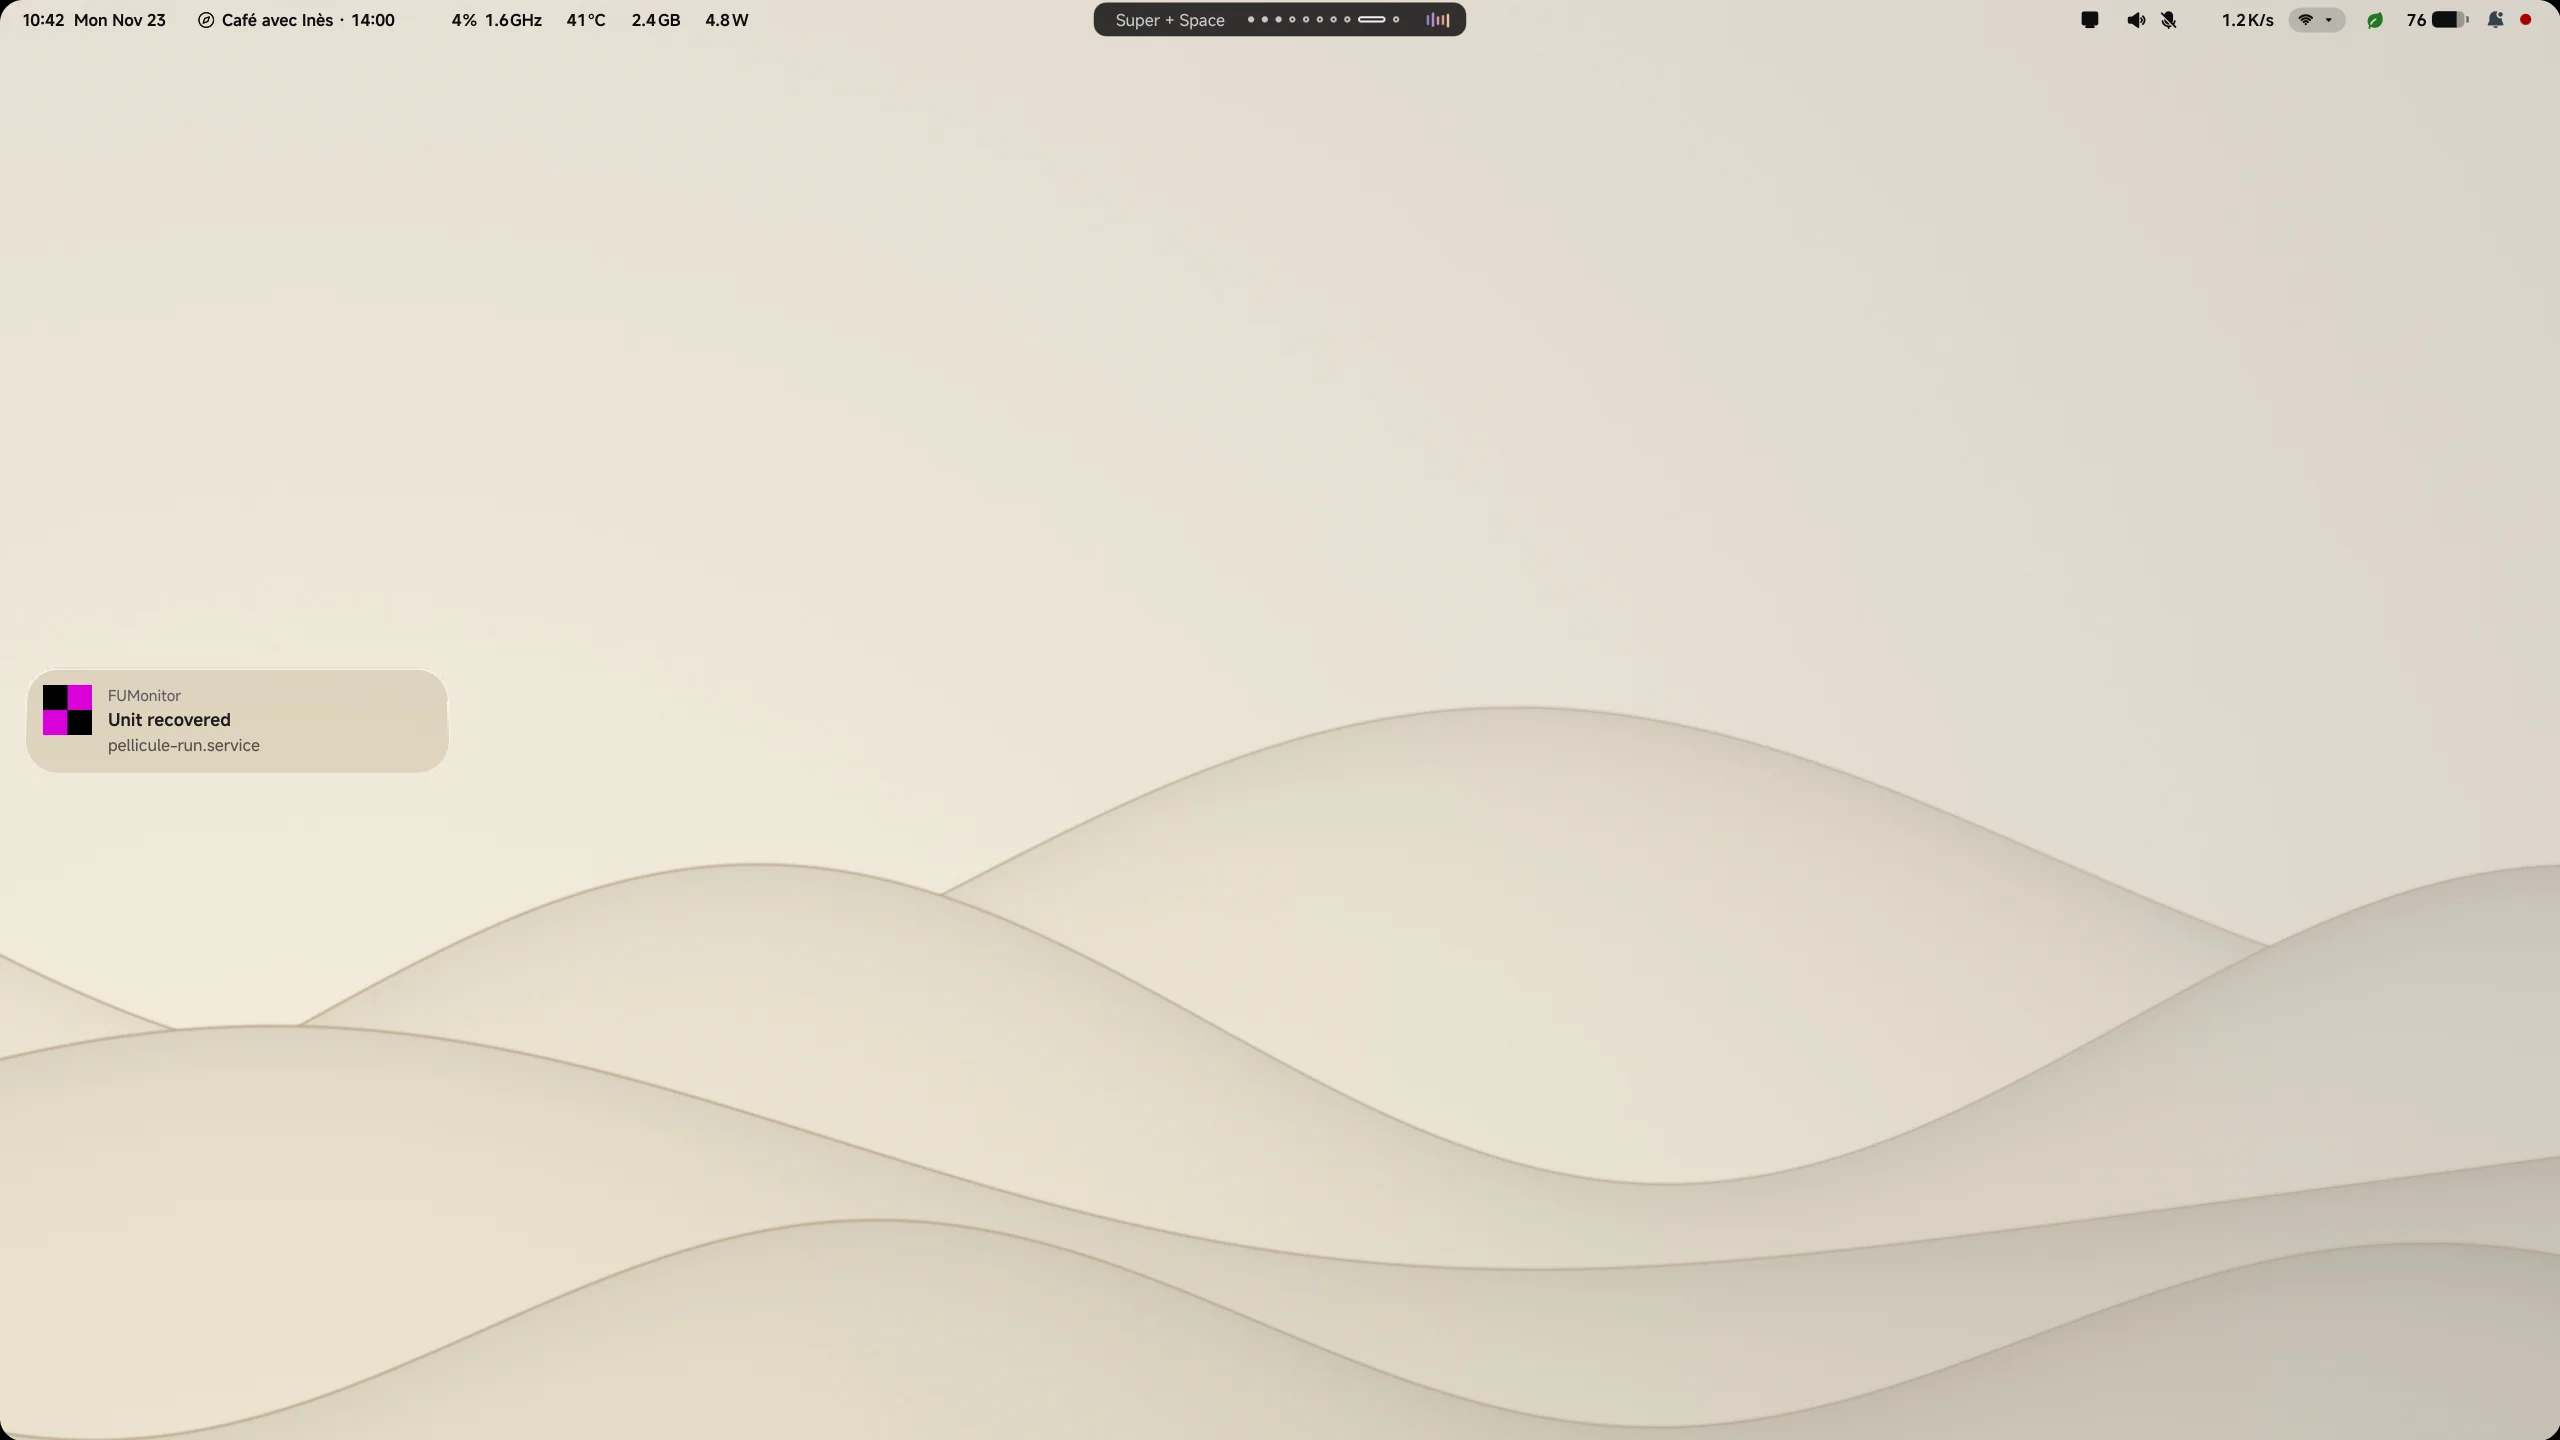 10:42 Mon Nov 23 Café avec Inès · 14:00 4% 1.6GHz 41°C 2.4GB 4.8W Super + Space 1.2K/s 76
FUMonitor
Unit recovered
pellicule-run.service